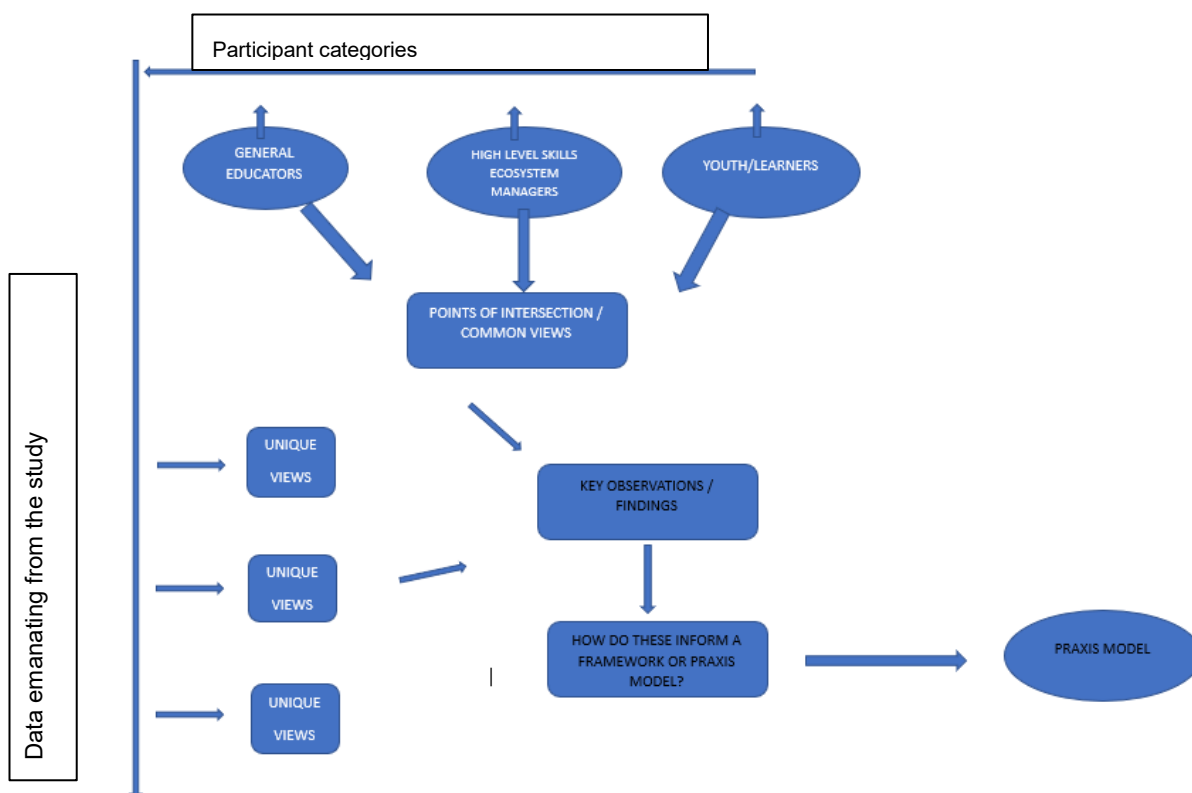 Participant categories
GENERAL
EDUCATORS
HIGH LEVEL SKILLS
ECOSYSTEM
MANAGERS
YOUTH/LEARNERS
POINTS OF INTERSECTION /
COMMON VIEWS
Data emanating from the study
UNIQUE
VIEWS
KEY OBSERVATIONS /
FINDINGS
UNIQUE
VIEWS
HOW DO THESE INFORM A
FRAMEWORK OR PRAXIS
MODEL?
PRAXIS MODEL
UNIQUE
VIEWS